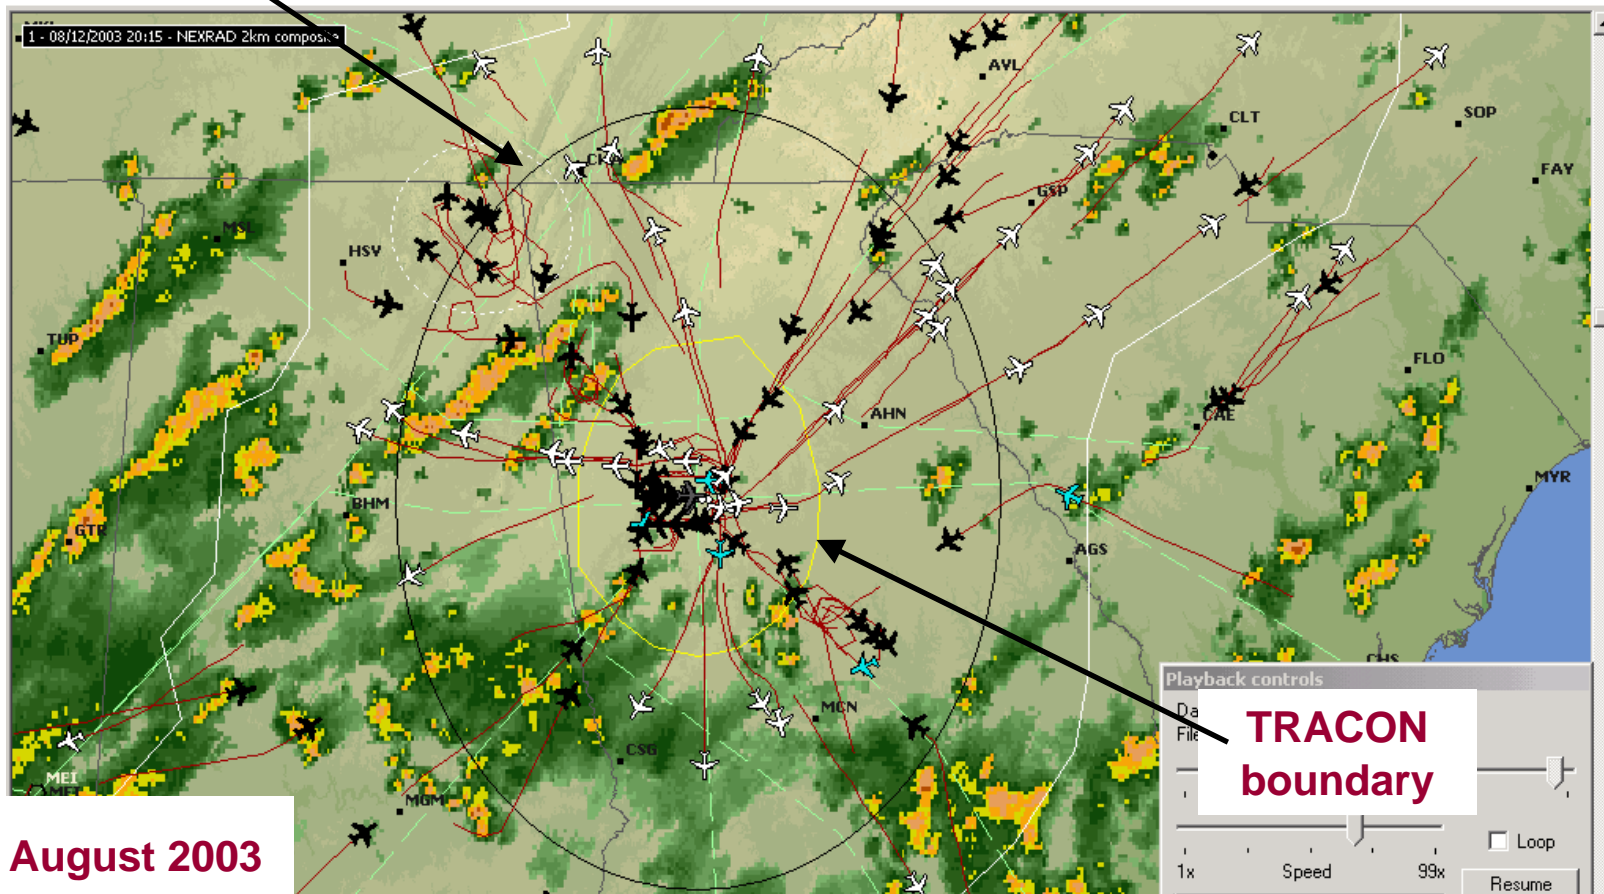 1 - 08/12/2003 20:15 - NEXRAD 2km composite
AVL
SOP
CLT
FAY
GSP
MSL
HSV
TUP
FLO
AHN
CAE
MYR
BHM
GTR
AGS
CHS
Playback controls
MCN
TRACON
boundary
CSG
MEI
MGM
Loop
August 2003
1x Speed 99x
Resume